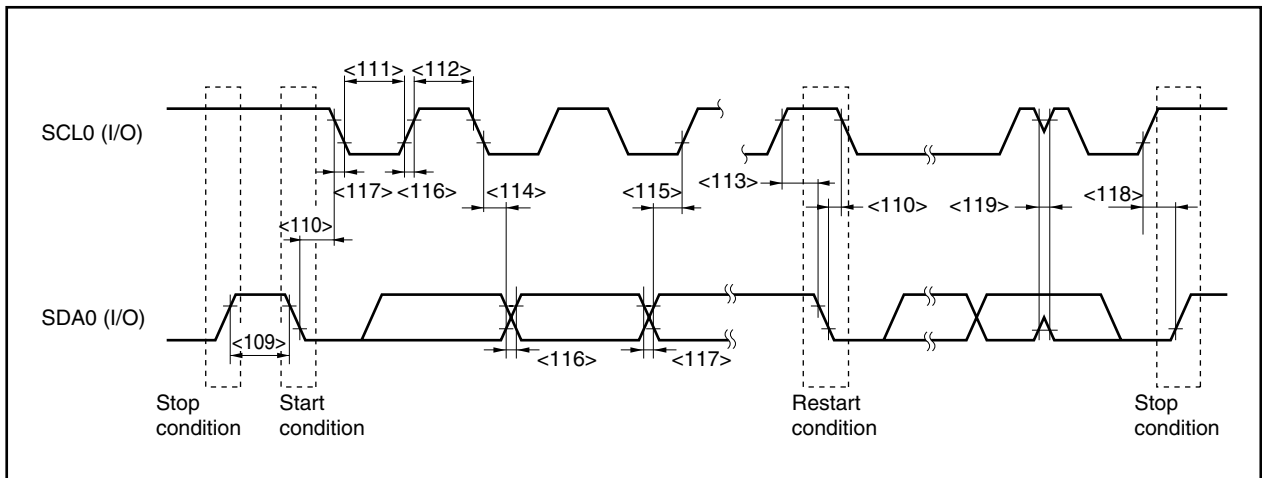 <111> <112>
SCL0 (I/O)
<117> <116> <114> <115> <113> <110> <119> <118>
<110>
SDA0 (I/O)
<109> <116> <117>
Stop
condition
Start
condition
Restart
condition
Stop
condition